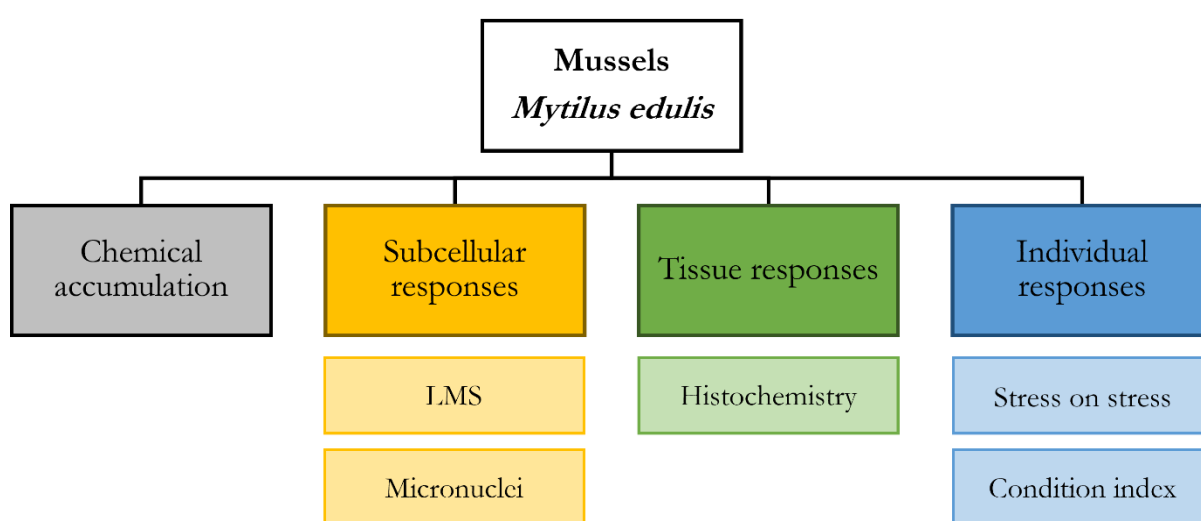 Mussels
Mytilus edulis
Chemical
accumulation
Subcellular
responses
Tissue responses
Individual
responses
LMS
Histochemistry
Stress on stress
Micronuclei
Condition index